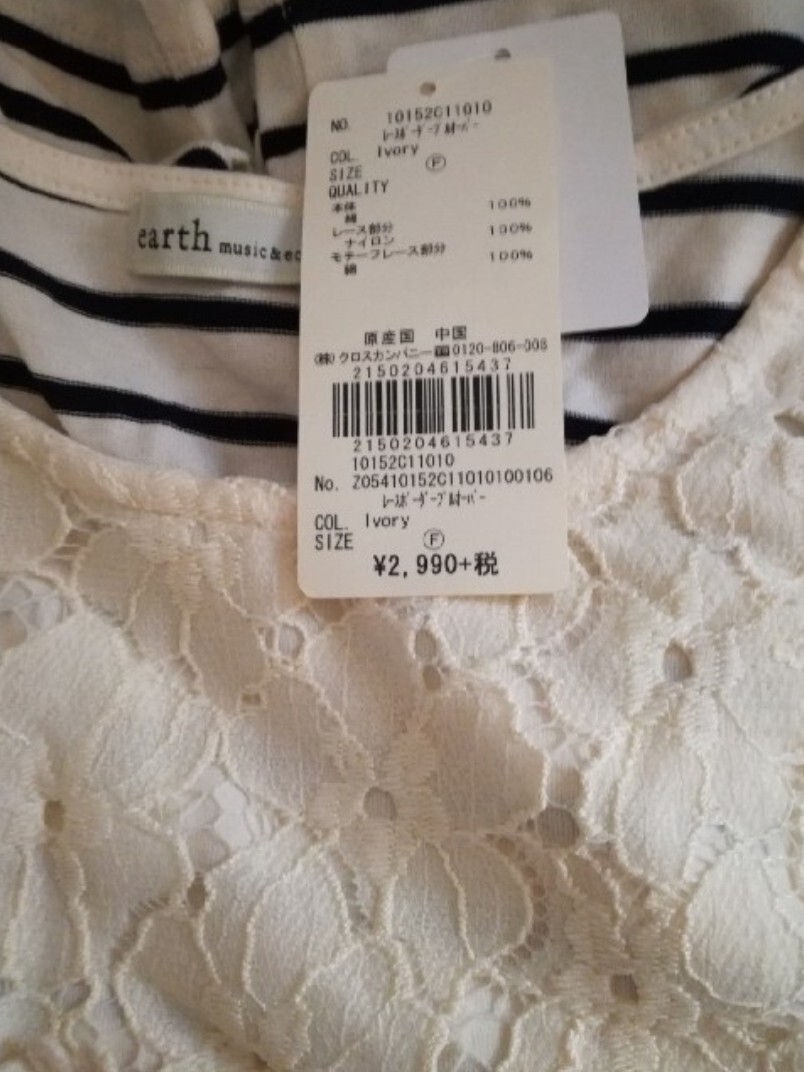 earth music&ec
NO. 10152C11010
ﾚｰｽﾎﾞｰﾀﾞｰﾌﾟﾙｵｰﾊﾞｰ
COL. Ivory
SIZE Ⓕ
QUALITY
本体 100%
綿
レース部分 100%
ナイロン
モチーフレース部分 100%
綿
原産国 中国
(株)クロスカンパニー 0120-806-008
2150204615437
2150204615437
10152C11010
No. Z05410152C11010100106
ﾚｰｽﾎﾞｰﾀﾞｰﾌﾟﾙｵｰﾊﾞｰ
COL. Ivory
SIZE Ⓕ
¥2,990+税